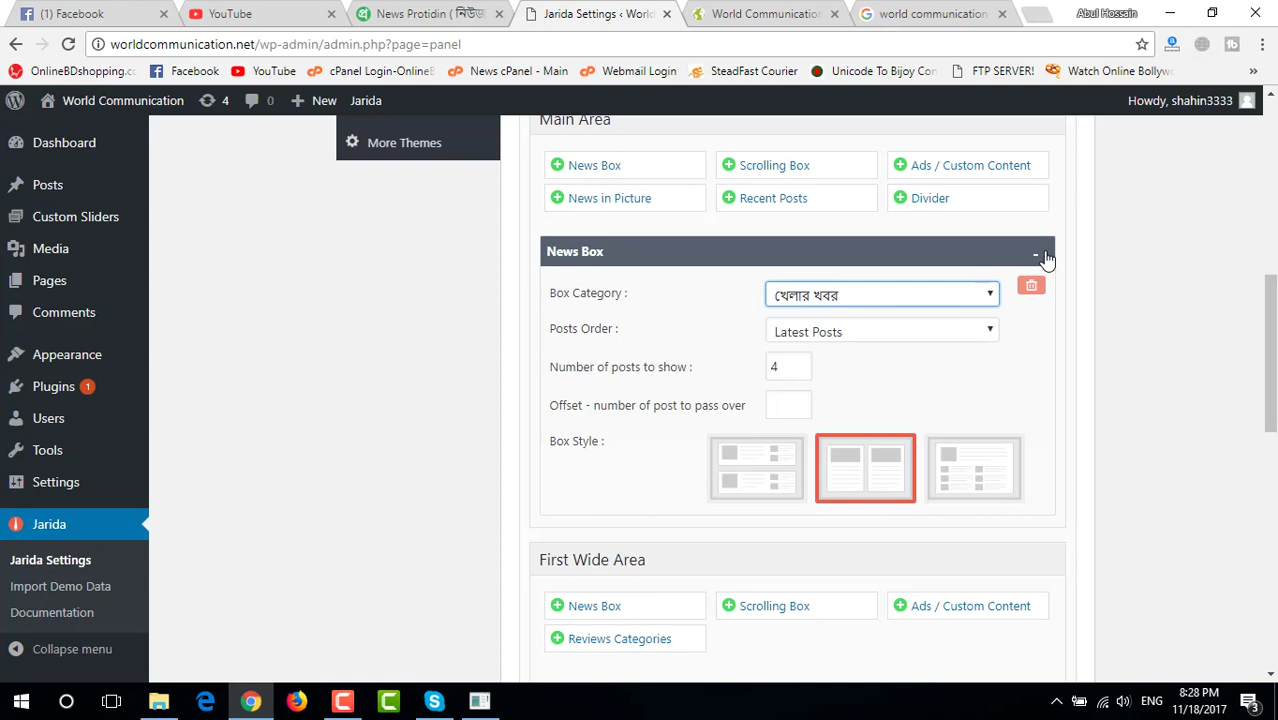 (1) Facebook
YouTube
News Protidin ( নিউজ
Jarida Settings ‹ Worl
World Communication
world communication
Abul Hossain
worldcommunication.net/wp-admin/admin.php?page=panel
OnlineBDshopping.co
Facebook
YouTube
cPanel Login-OnlineB
News cPanel - Main
Webmail Login
SteadFast Courier
Unicode To Bijoy Con
FTP SERVER!
Watch Online Bollyw
World Communication
4
0
New
Jarida
Howdy, shahin3333
Dashboard
Posts
Custom Sliders
Media
Pages
Comments
Appearance
Plugins 1
Users
Tools
Settings
Jarida
Jarida Settings
Import Demo Data
Documentation
Collapse menu
More Themes
Main Area
News Box
Scrolling Box
Ads / Custom Content
News in Picture
Recent Posts
Divider
News Box
-
Box Category :
খেলার খবর
Posts Order :
Latest Posts
Number of posts to show :
4
Offset - number of post to pass over
Box Style :
First Wide Area
News Box
Scrolling Box
Ads / Custom Content
Reviews Categories
ENG
8:28 PM
11/18/2017
3